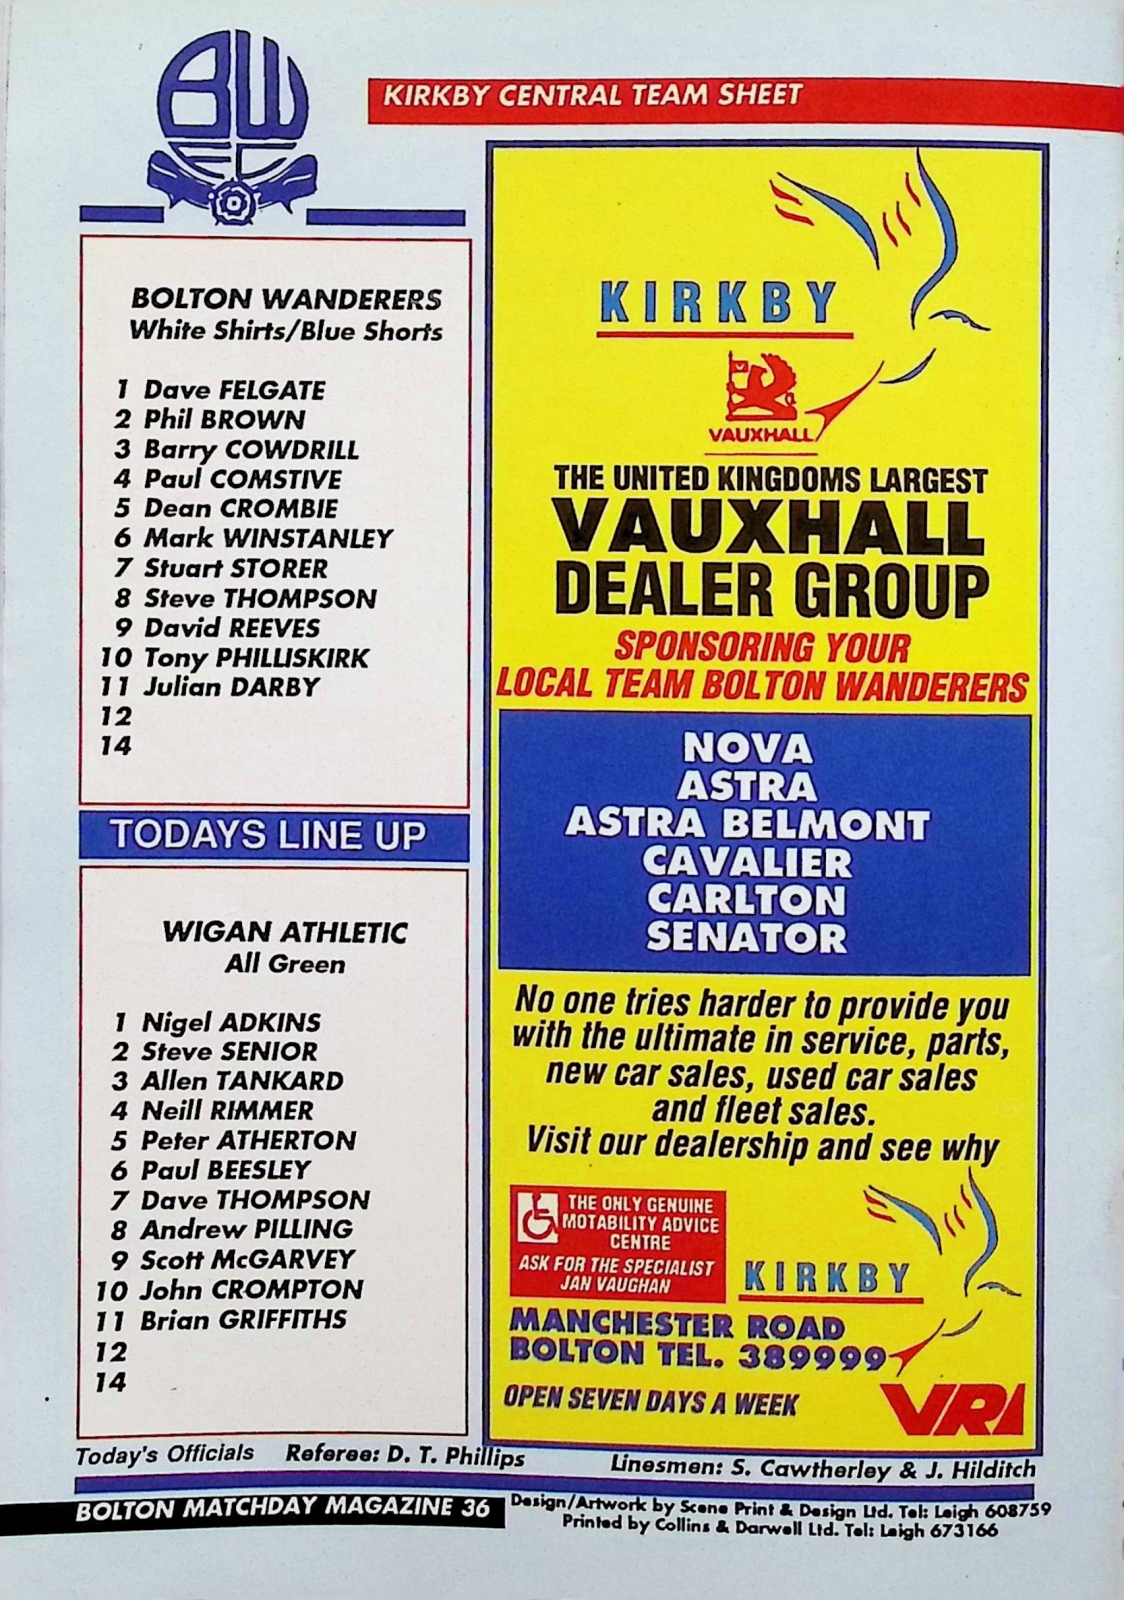 BW
FC
KIRKBY CENTRAL TEAM SHEET
BOLTON WANDERERS
White Shirts/Blue Shorts
1 Dave FELGATE
2 Phil BROWN
3 Barry COWDRILL
4 Paul COMSTIVE
5 Dean CROMBIE
6 Mark WINSTANLEY
7 Stuart STORER
8 Steve THOMPSON
9 David REEVES
10 Tony PHILLISKIRK
11 Julian DARBY
12
14
TODAYS LINE UP
WIGAN ATHLETIC
All Green
1 Nigel ADKINS
2 Steve SENIOR
3 Allen TANKARD
4 Neill RIMMER
5 Peter ATHERTON
6 Paul BEESLEY
7 Dave THOMPSON
8 Andrew PILLING
9 Scott McGARVEY
10 John CROMPTON
11 Brian GRIFFITHS
12
14
KIRKBY
VAUXHALL
THE UNITED KINGDOMS LARGEST
VAUXHALL
DEALER GROUP
SPONSORING YOUR
LOCAL TEAM BOLTON WANDERERS
NOVA
ASTRA
ASTRA BELMONT
CAVALIER
CARLTON
SENATOR
No one tries harder to provide you
with the ultimate in service, parts,
new car sales, used car sales
and fleet sales.
Visit our dealership and see why
THE ONLY GENUINE
MOTABILITY ADVICE
CENTRE
ASK FOR THE SPECIALIST
JAN VAUGHAN
KIRKBY
MANCHESTER ROAD
BOLTON TEL. 389999
OPEN SEVEN DAYS A WEEK
VRA
Today's Officials Referee: D. T. Phillips Linesmen: S. Cawtherley & J. Hilditch
BOLTON MATCHDAY MAGAZINE 36
Design/Artwork by Scene Print & Design Ltd. Tel: Leigh 608759
Printed by Collins & Darwell Ltd. Tel: Leigh 673166